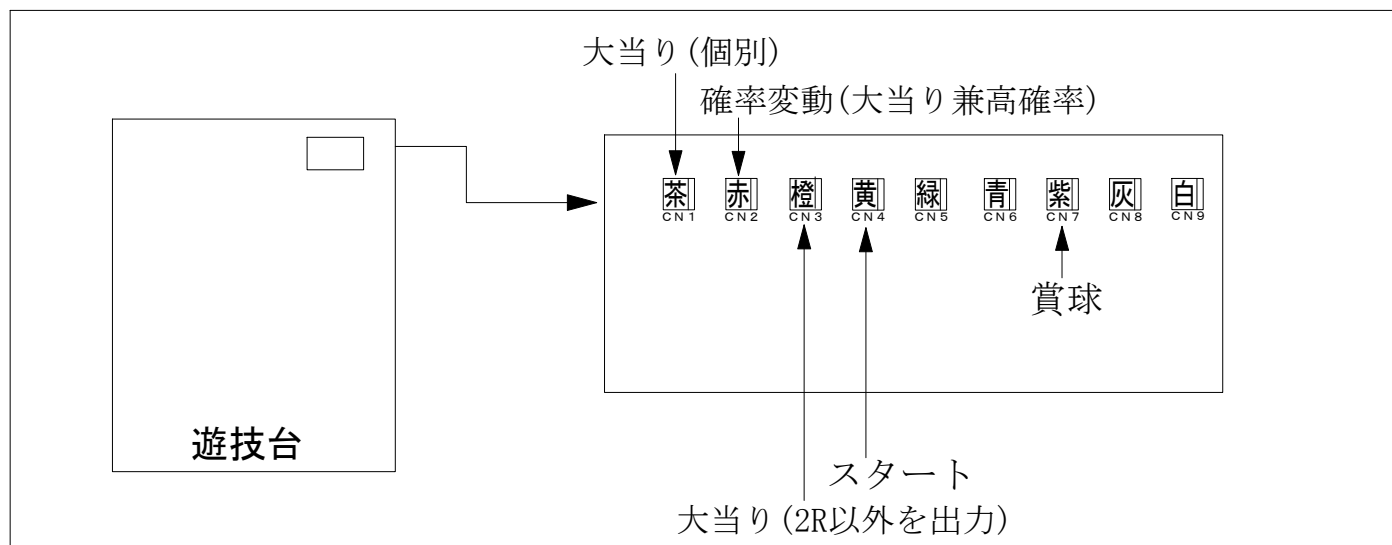 大当り(個別)
確率変動(大当り兼高確率)
茶 赤 橙 黄 緑 青 紫 灰 白
CN1 CN2 CN3 CN4 CN5 CN6 CN7 CN8 CN9
賞球
遊技台
スタート
大当り(2R以外を出力)